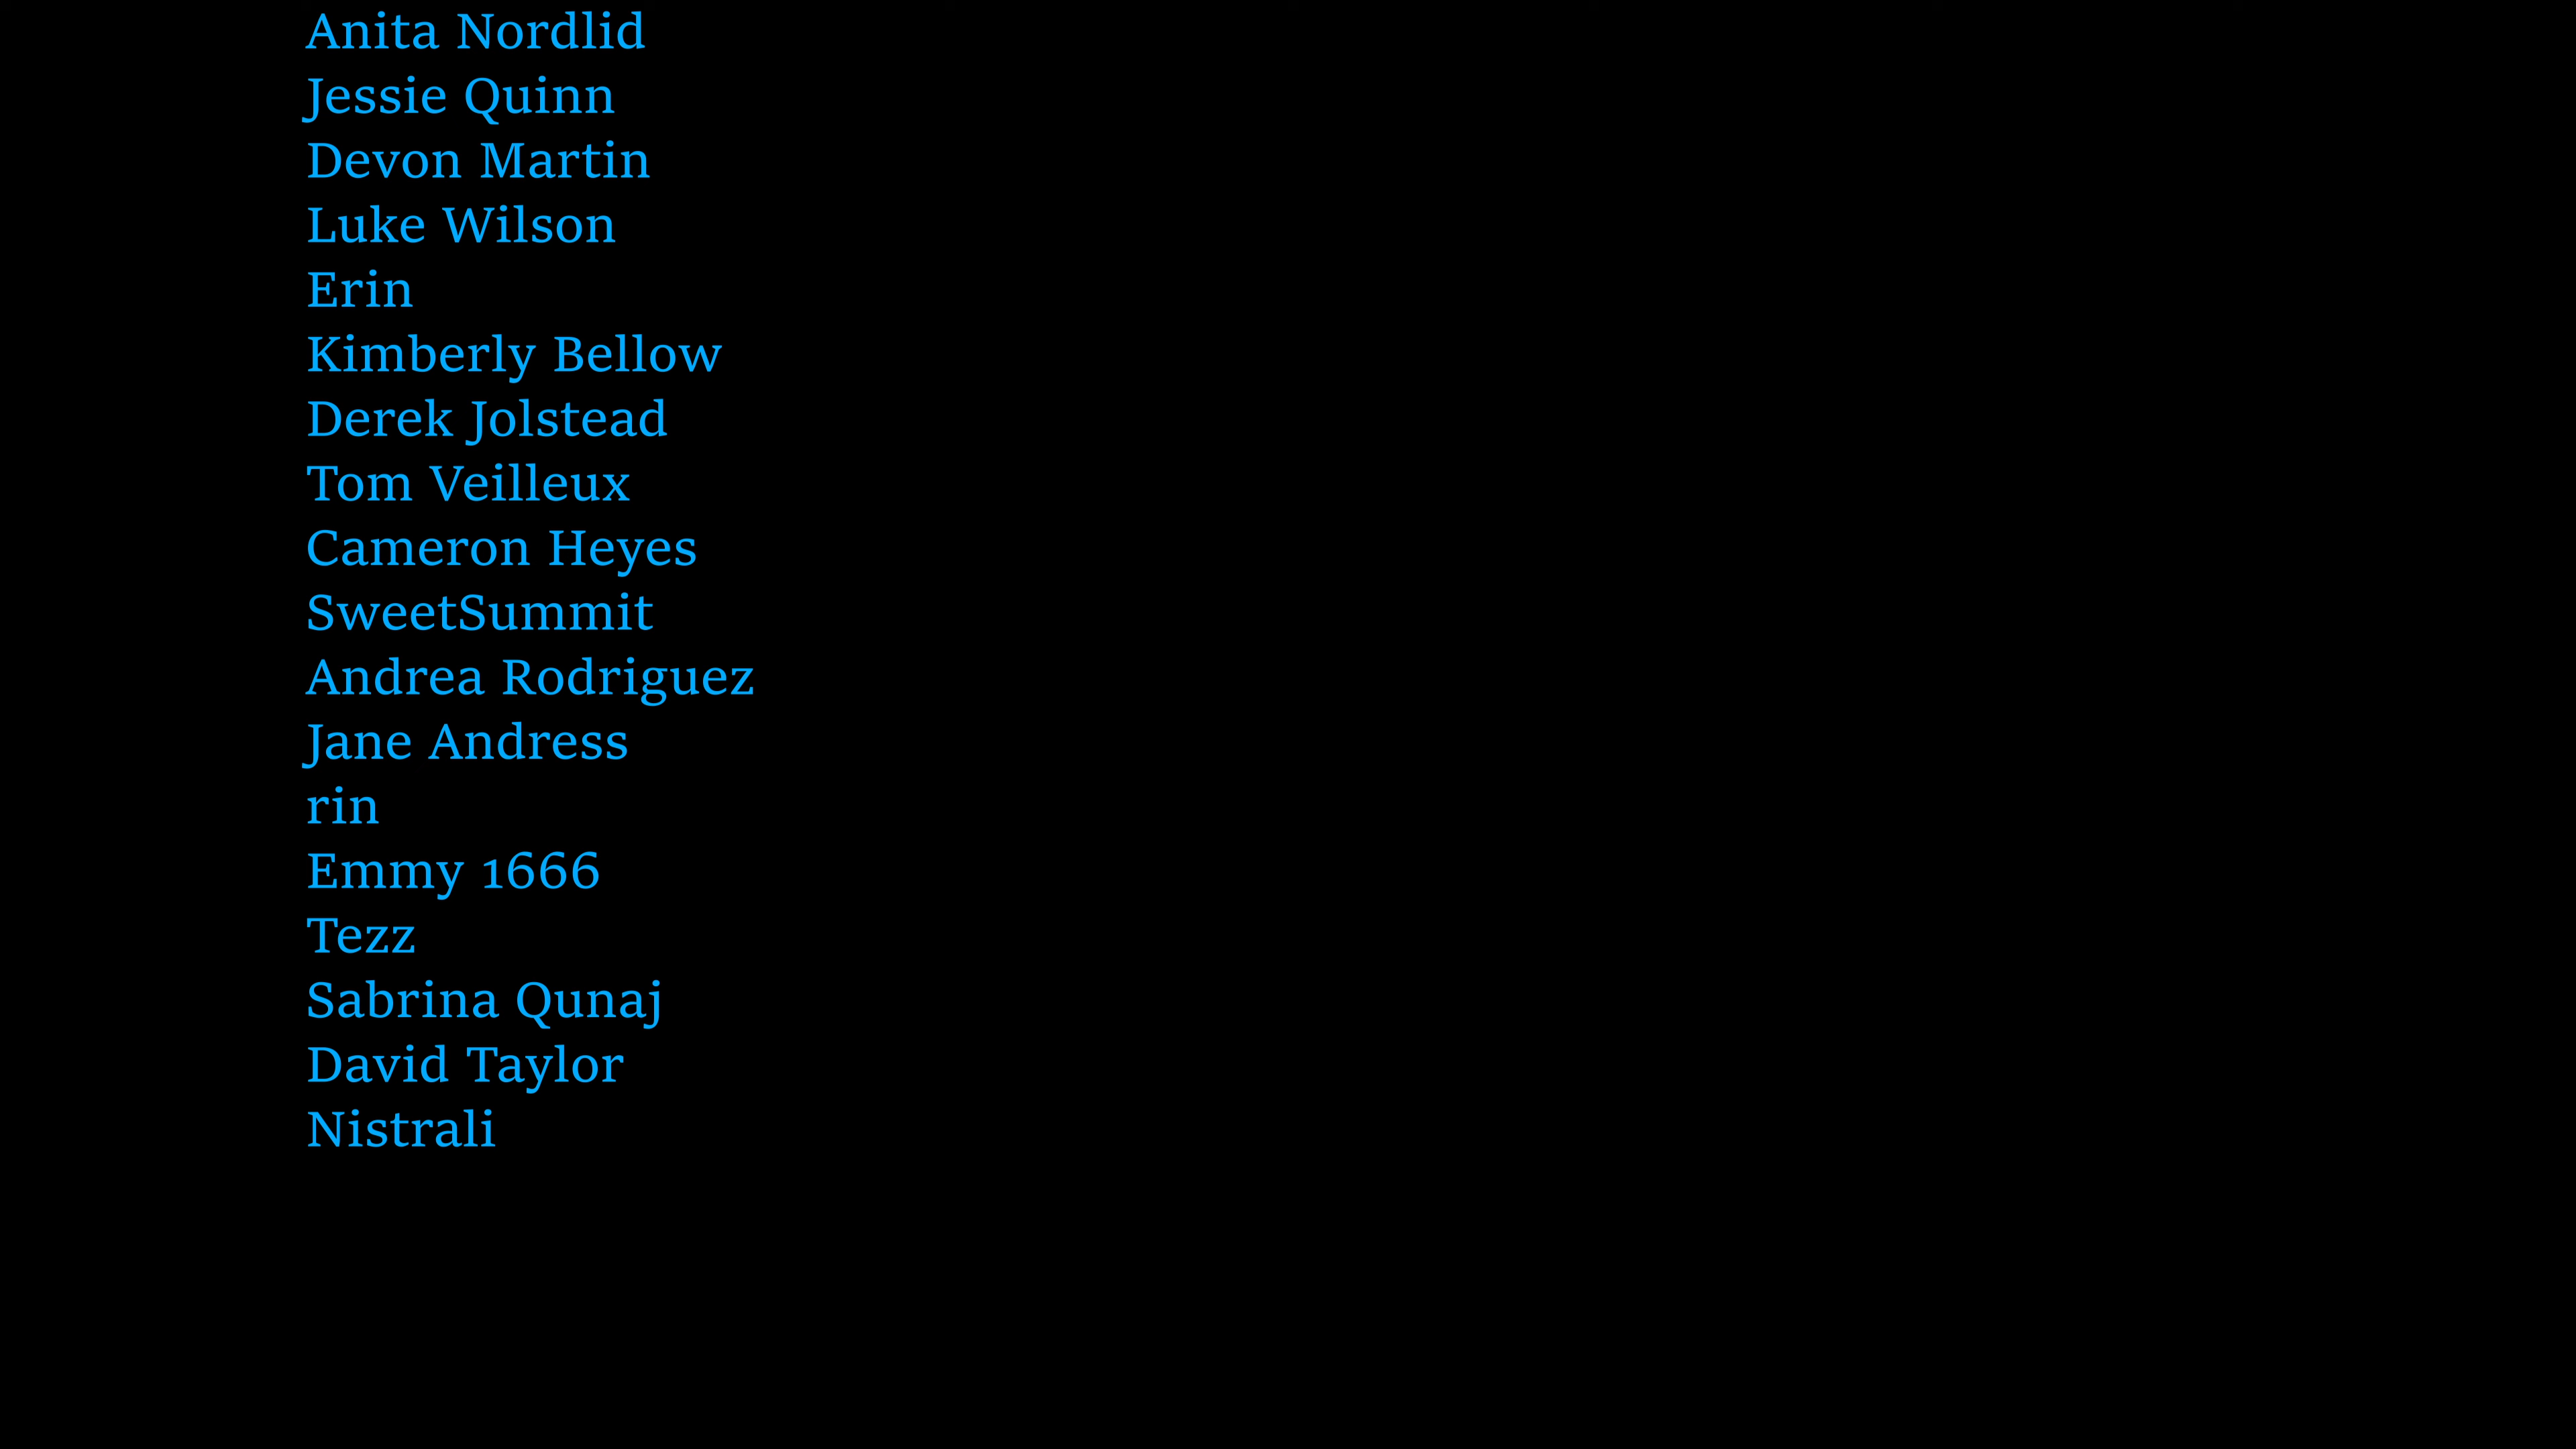 Anita Nordlid
Jessie Quinn
Devon Martin
Luke Wilson
Erin
Kimberly Bellow
Derek Jolstead
Tom Veilleux
Cameron Heyes
SweetSummit
Andrea Rodriguez
Jane Andress
rin
Emmy 1666
Tezz
Sabrina Qunaj
David Taylor
Nistrali